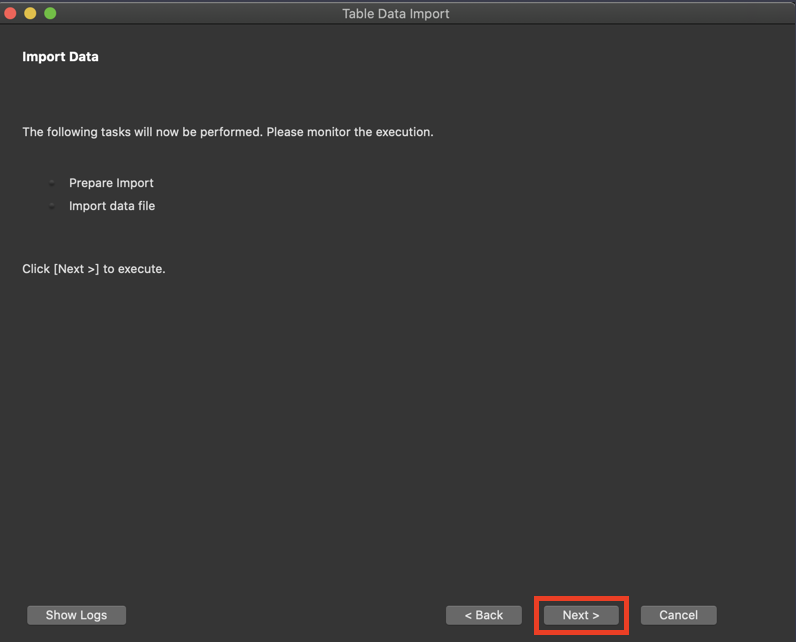 Table Data Import
Import Data
The following tasks will now be performed. Please monitor the execution.
Prepare Import
Import data file
Click [Next >] to execute.
Show Logs
< Back
Next >
Cancel